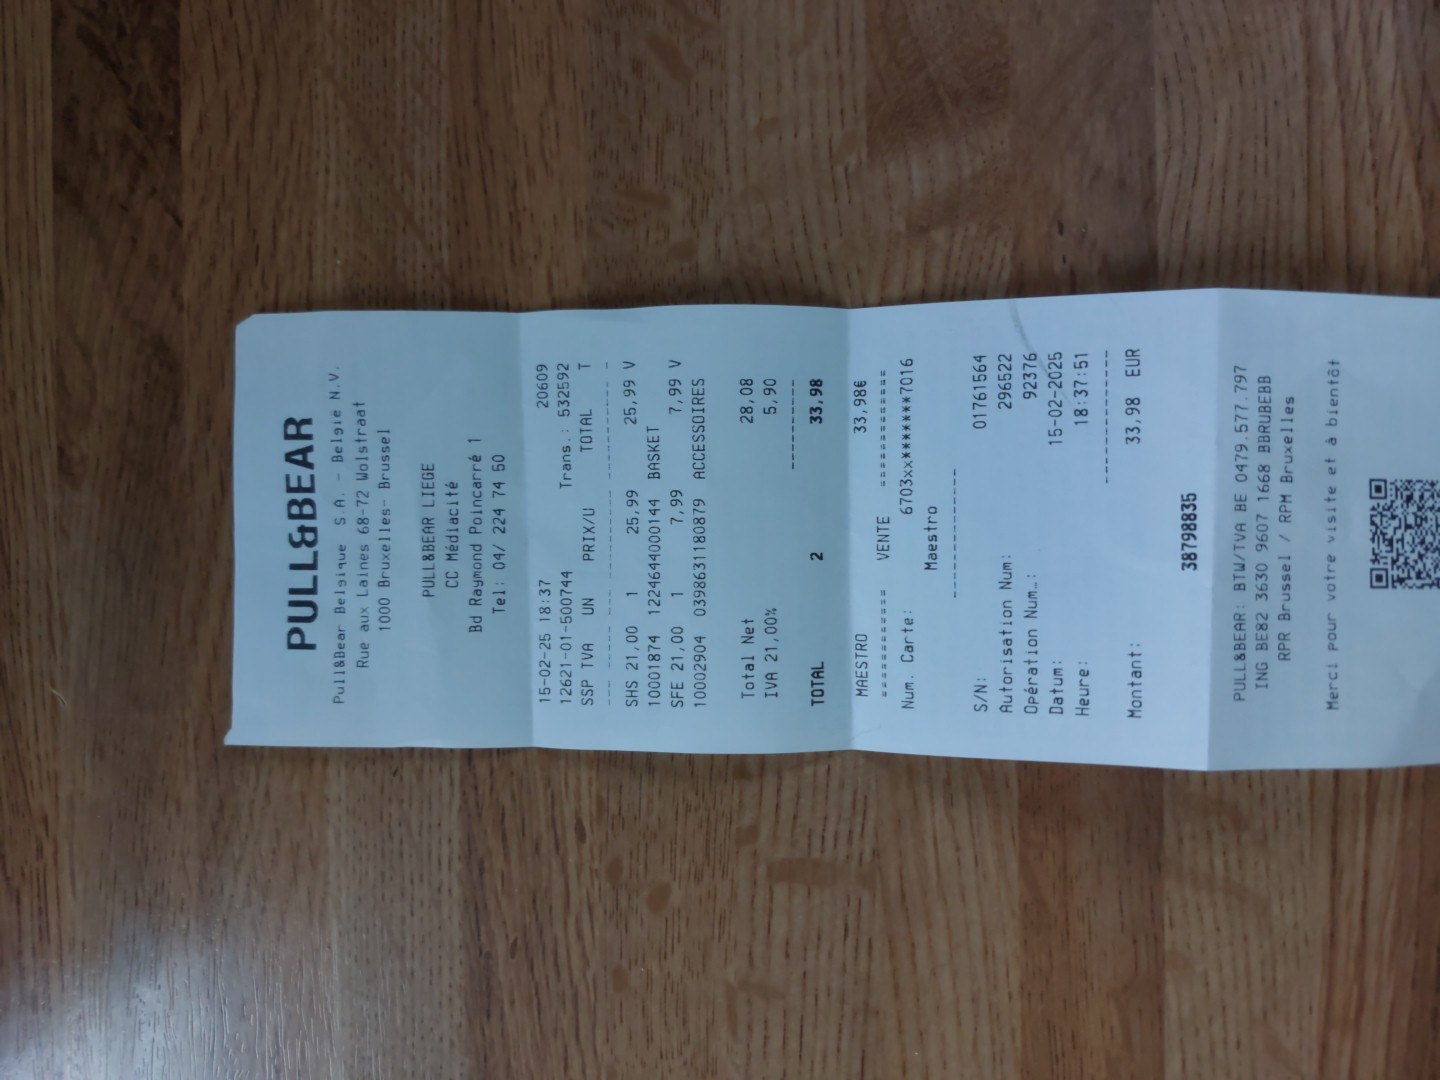 PULL&BEAR
Pull&Bear Belgique S.A. - Belgie N.V.
Rue aux Laines 68-72 Wolstraat
1000 Bruxelles- Brussel
PULL&BEAR LIEGE
CC Médiacité
Bd Raymond Poincarré 1
Tel: 04/ 224 74 50
15-02-25 18:37 20609
12621-01-500744 Trans.: 532592
SSP TVA UN PRIX/U TOTAL T
SHS 21,00 1 25,99 25,99 V
10001874 1224644000144 BASKET
SFE 21,00 1 7,99 7,99 V
10002904 0398631180879 ACCESSOIRES
Total Net 28,08
IVA 21,00% 5,90
------------
TOTAL 2 33,98
MAESTRO 33,98€
============ VENTE ================
Num. Carte: 6703xx*******7016
Maestro
-----------------
S/N: 01761564
Autorisation Num: 296522
Opération Num.: 92376
Datum: 15-02-2025
Heure: 18:37:51
-----------------
Montant: 33,98 EUR
38798835
PULL&BEAR: BTW/TVA BE 0479.577.797
ING BE82 3630 9607 1668 BBRUBEBB
RPR Brussel / RPM Bruxelles
Merci pour votre visite et à bientôt